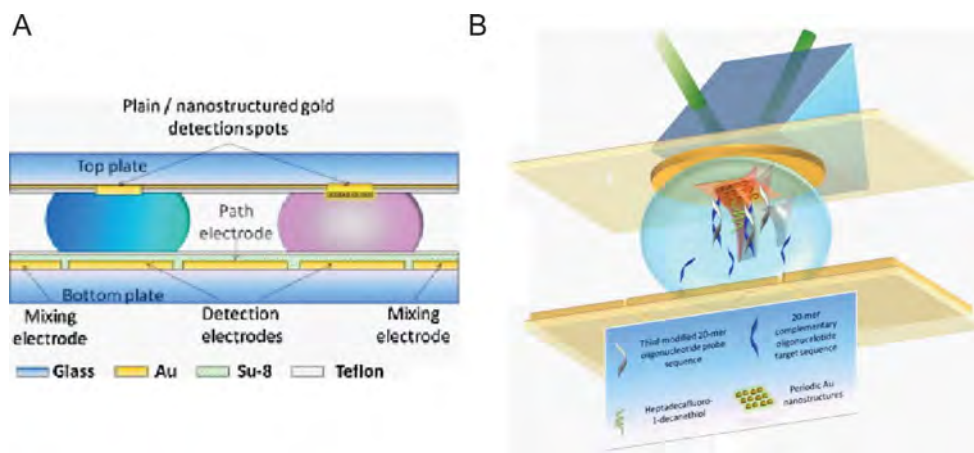 A
Plain / nanostructured gold
detection spots
Top plate
Path
electrode
Bottom plate
Mixing
electrode
Detection
electrodes
Mixing
electrode
Glass
Au
Su-8
Teflon
B
Thiol-modified 20-mer
oligonucleotide probe
sequence
20-mer
complementary
oligonucelotide
target sequence
Heptadecafluoro-
1-decanethiol
Periodic Au
nanostructures